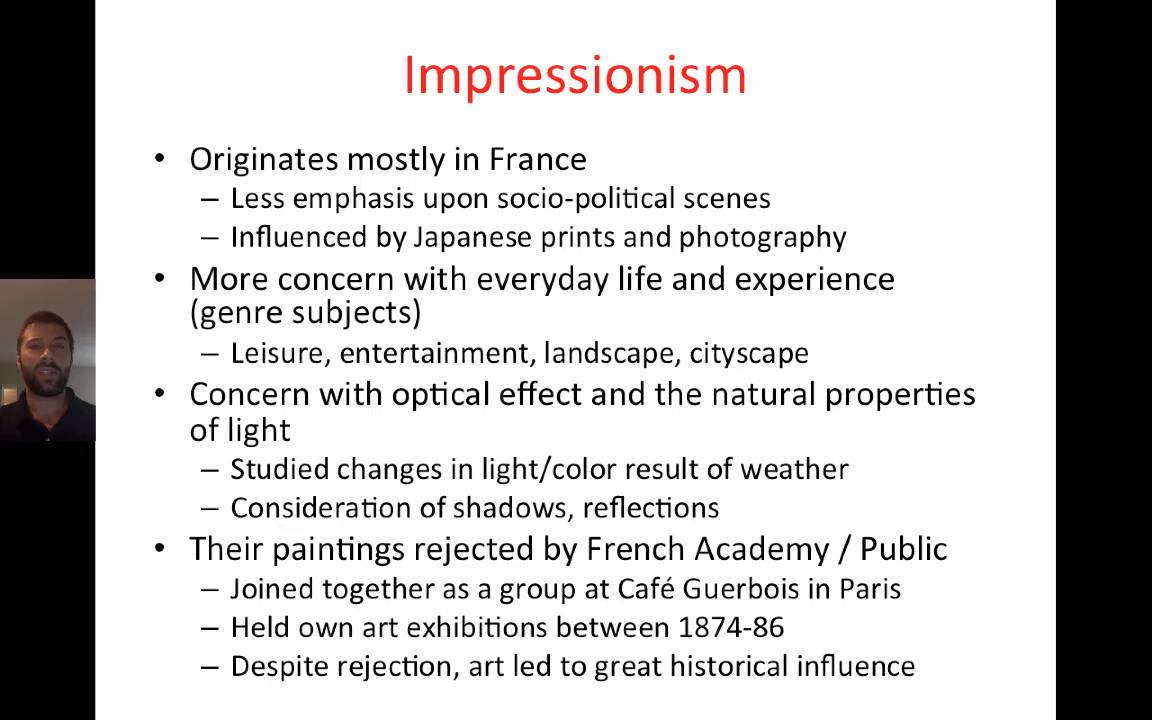 Impressionism
• Originates mostly in France
– Less emphasis upon socio-political scenes
– Influenced by Japanese prints and photography
• More concern with everyday life and experience
(genre subjects)
– Leisure, entertainment, landscape, cityscape
• Concern with optical effect and the natural properties
of light
– Studied changes in light/color result of weather
– Consideration of shadows, reflections
• Their paintings rejected by French Academy / Public
– Joined together as a group at Café Guerbois in Paris
– Held own art exhibitions between 1874-86
– Despite rejection, art led to great historical influence